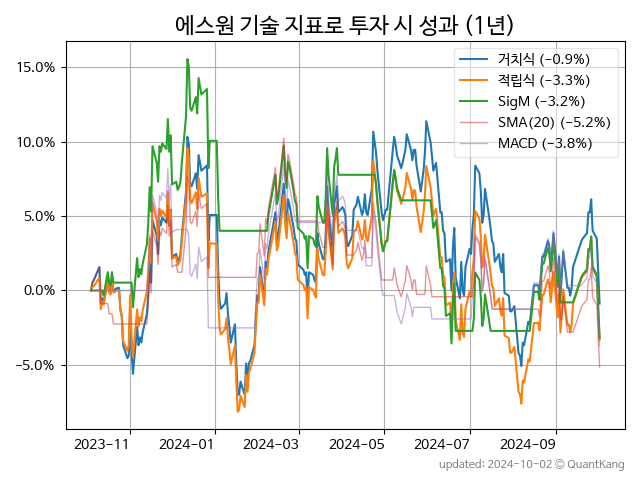 에스원 기술 지표로 투자 시 성과 (1년)
거치식 (−0.9%)
적립식 (−3.3%)
SigM (−3.2%)
SMA(20) (−5.2%)
MACD (−3.8%)
15.0%
10.0%
5.0%
0.0%
−5.0%
2023-11 2024-01 2024-03 2024-05 2024-07 2024-09
updated: 2024-10-02 © QuantKang